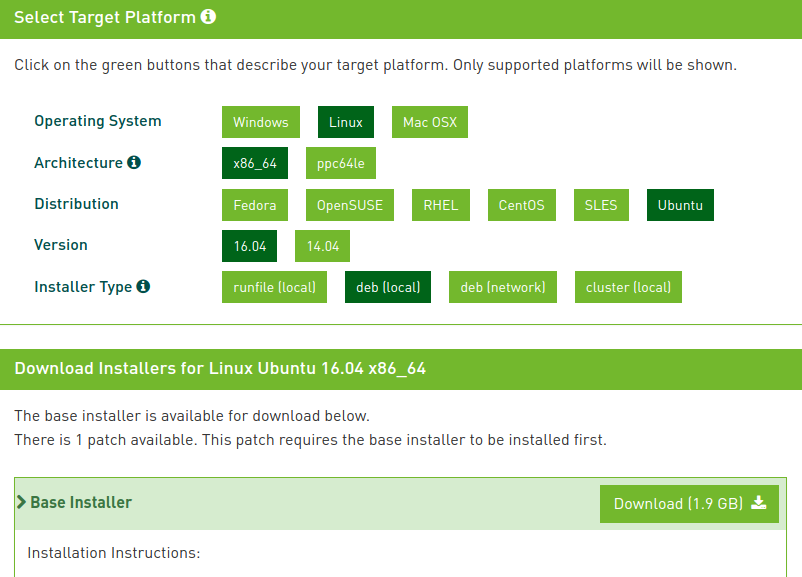 Select Target Platform
Click on the green buttons that describe your target platform. Only supported platforms will be shown.
Operating System Windows Linux Mac OSX
Architecture x86_64 ppc64le
Distribution Fedora OpenSUSE RHEL CentOS SLES Ubuntu
Version 16.04 14.04
Installer Type runfile (local) deb (local) deb (network) cluster (local)
Download Installers for Linux Ubuntu 16.04 x86_64
The base installer is available for download below.
There is 1 patch available. This patch requires the base installer to be installed first.
Base Installer Download (1.9 GB)
Installation Instructions: